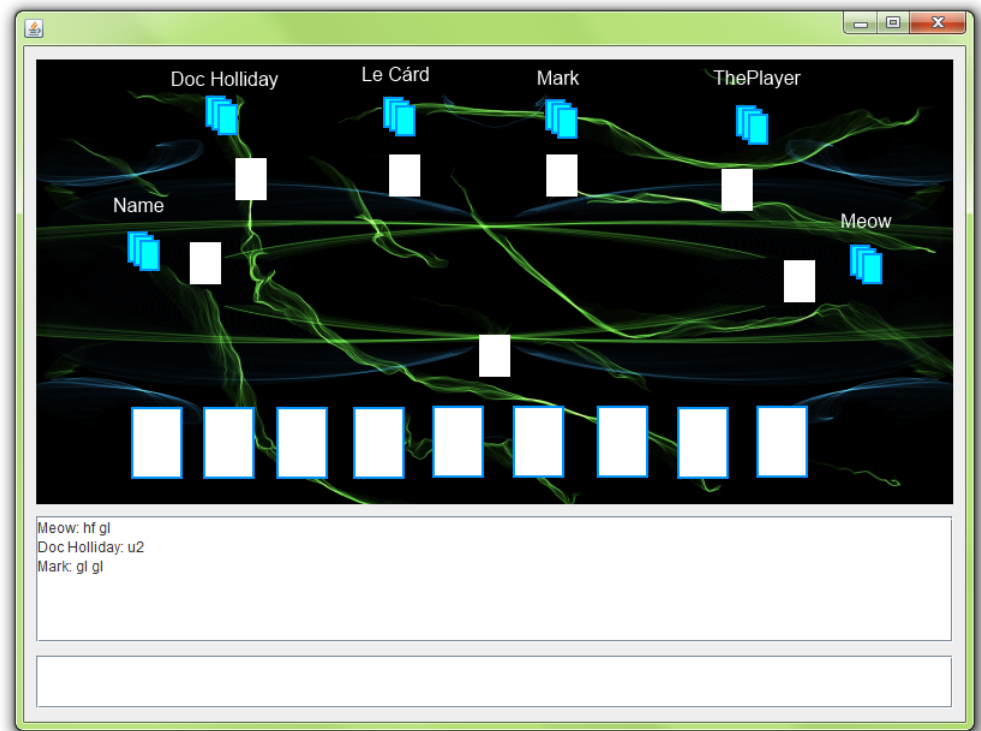 Doc Holliday
Le Cárd
Mark
ThePlayer
Name
Meow
Meow: hf gl
Doc Holliday: u2
Mark: gl gl